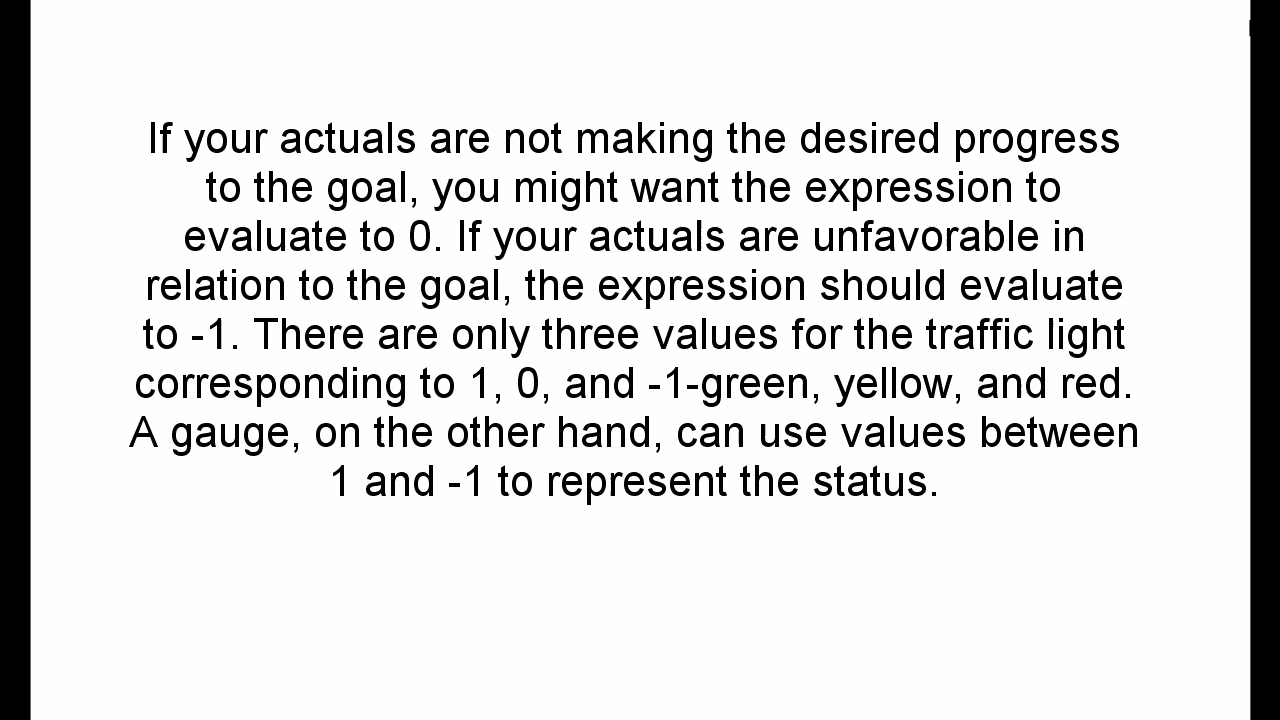 If your actuals are not making the desired progress
to the goal, you might want the expression to
evaluate to 0. If your actuals are unfavorable in
relation to the goal, the expression should evaluate
to -1. There are only three values for the traffic light
corresponding to 1, 0, and -1-green, yellow, and red.
A gauge, on the other hand, can use values between
1 and -1 to represent the status.